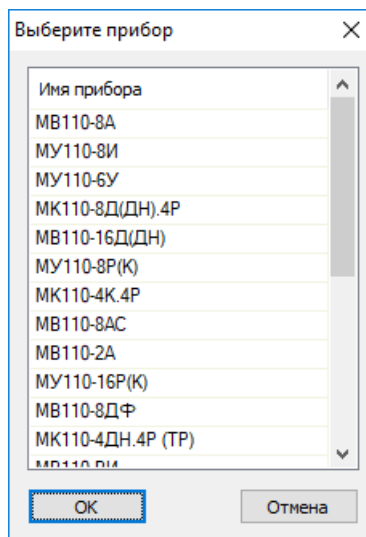 Выберите прибор
Имя прибора
МВ110-8А
МУ110-8И
МУ110-6У
МК110-8Д(ДН).4Р
МВ110-16Д(ДН)
МУ110-8Р(К)
МК110-4К.4Р
МВ110-8АС
МВ110-2А
МУ110-16Р(К)
МВ110-8ДФ
МК110-4ДН.4Р (ТР)
ОК
Отмена